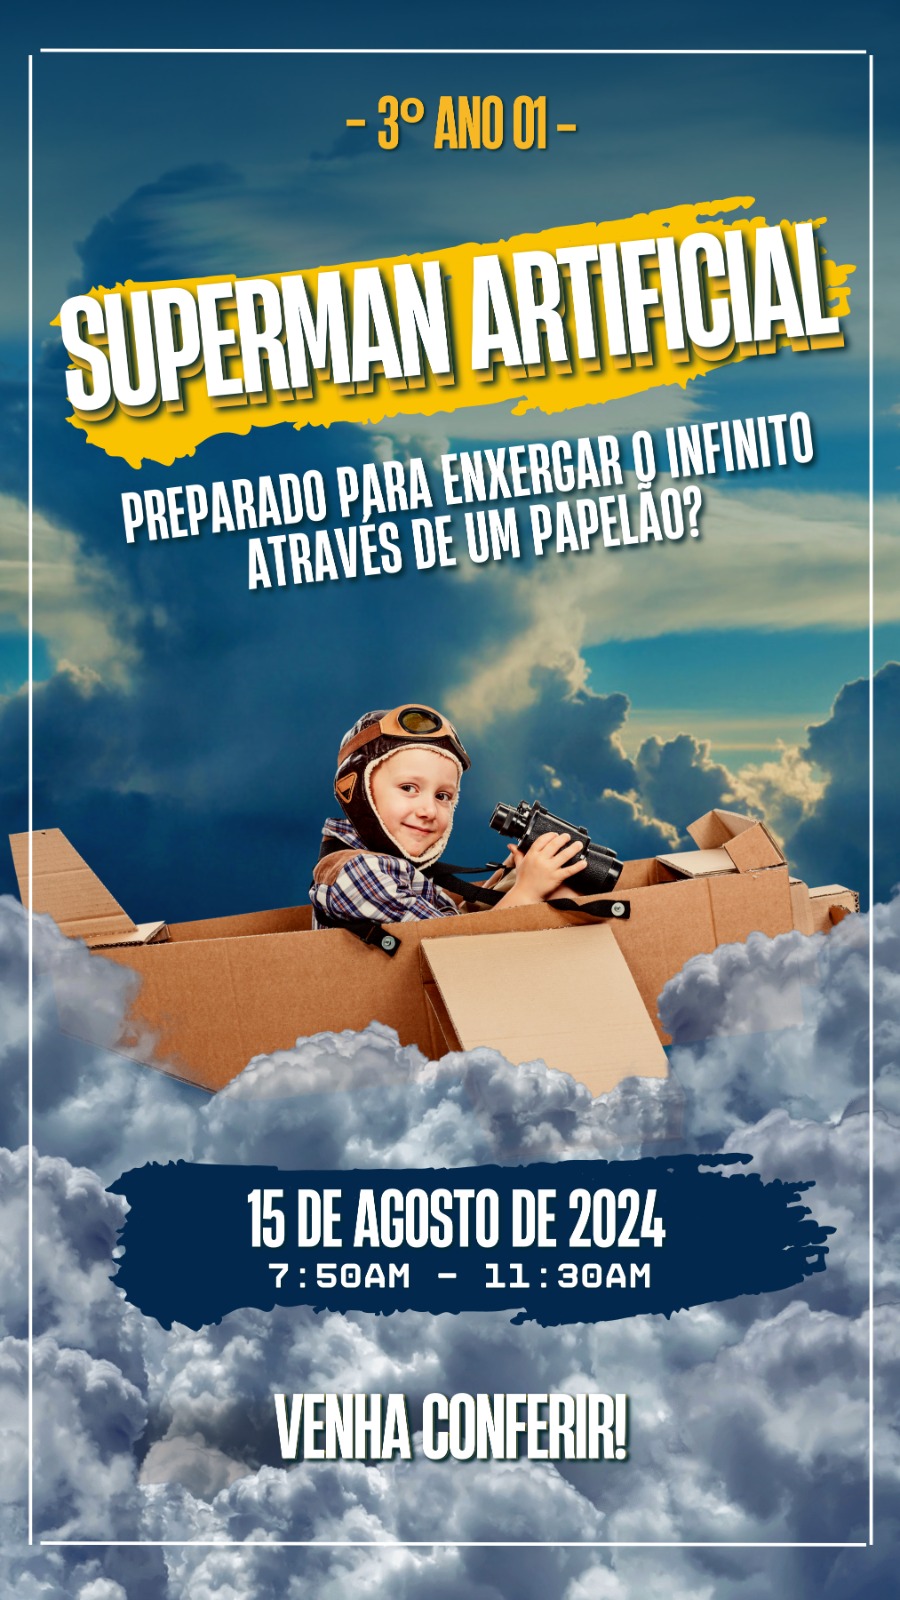 - 3º ANO 01 -
SUPERMAN ARTIFICIAL
PREPARADO PARA ENXERGAR O INFINITO
ATRAVÉS DE UM PAPELÃO?
15 DE AGOSTO DE 2024
7:50AM - 11:30AM
VENHA CONFERIR!